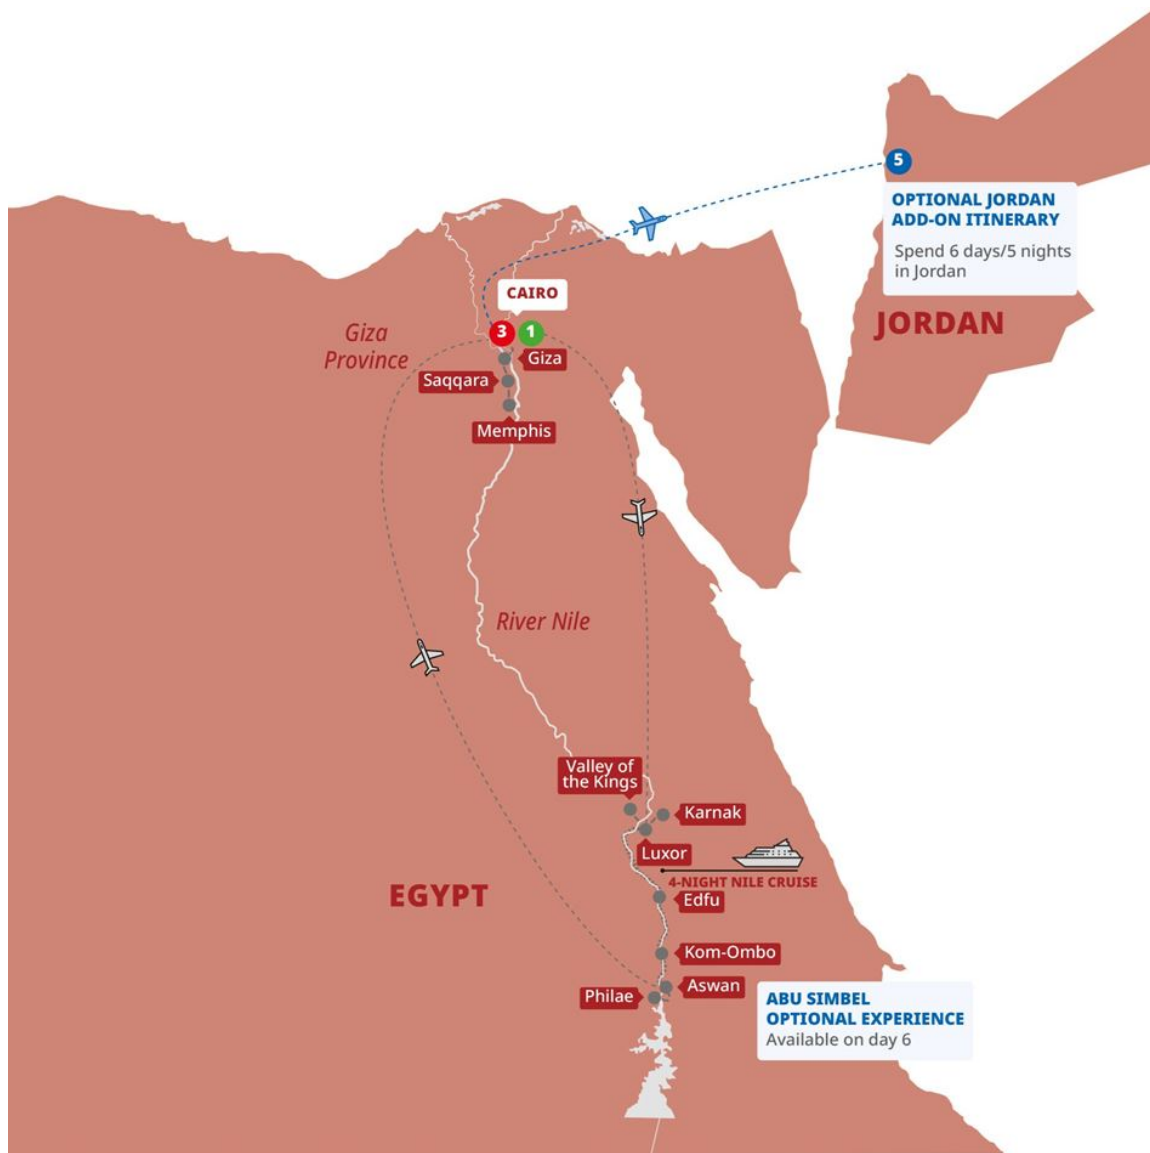 5
OPTIONAL JORDAN
ADD-ON ITINERARY
Spend 6 days/5 nights
in Jordan
JORDAN
CAIRO
3
1
Giza
Province
Giza
Saqqara
Memphis
River Nile
Valley of
the Kings
Karnak
Luxor
4-NIGHT NILE CRUISE
EGYPT
Edfu
Kom-Ombo
Aswan
Philae
ABU SIMBEL
OPTIONAL EXPERIENCE
Available on day 6